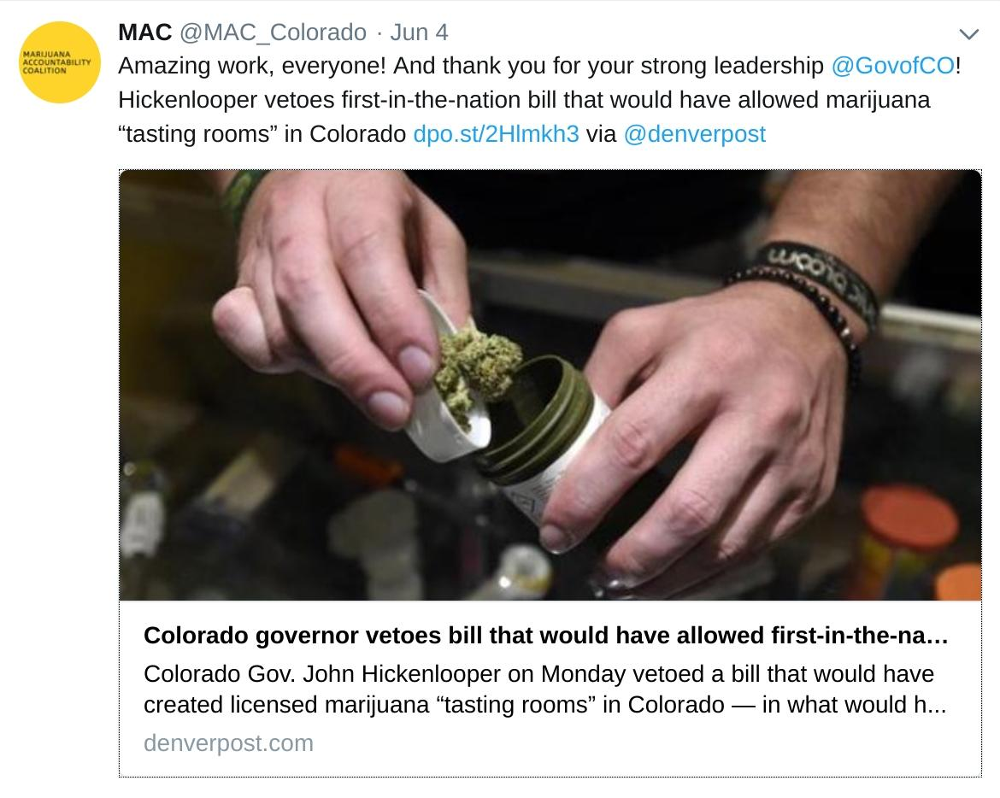 MARIJUANA
ACCOUNTABILITY
COALITION
MAC @MAC_Colorado · Jun 4
Amazing work, everyone! And thank you for your strong leadership @GovofCO!
Hickenlooper vetoes first-in-the-nation bill that would have allowed marijuana
“tasting rooms” in Colorado dpo.st/2Hlmkh3 via @denverpost
Colorado governor vetoes bill that would have allowed first-in-the-na...
Colorado Gov. John Hickenlooper on Monday vetoed a bill that would have
created licensed marijuana “tasting rooms” in Colorado — in what would h...
denverpost.com